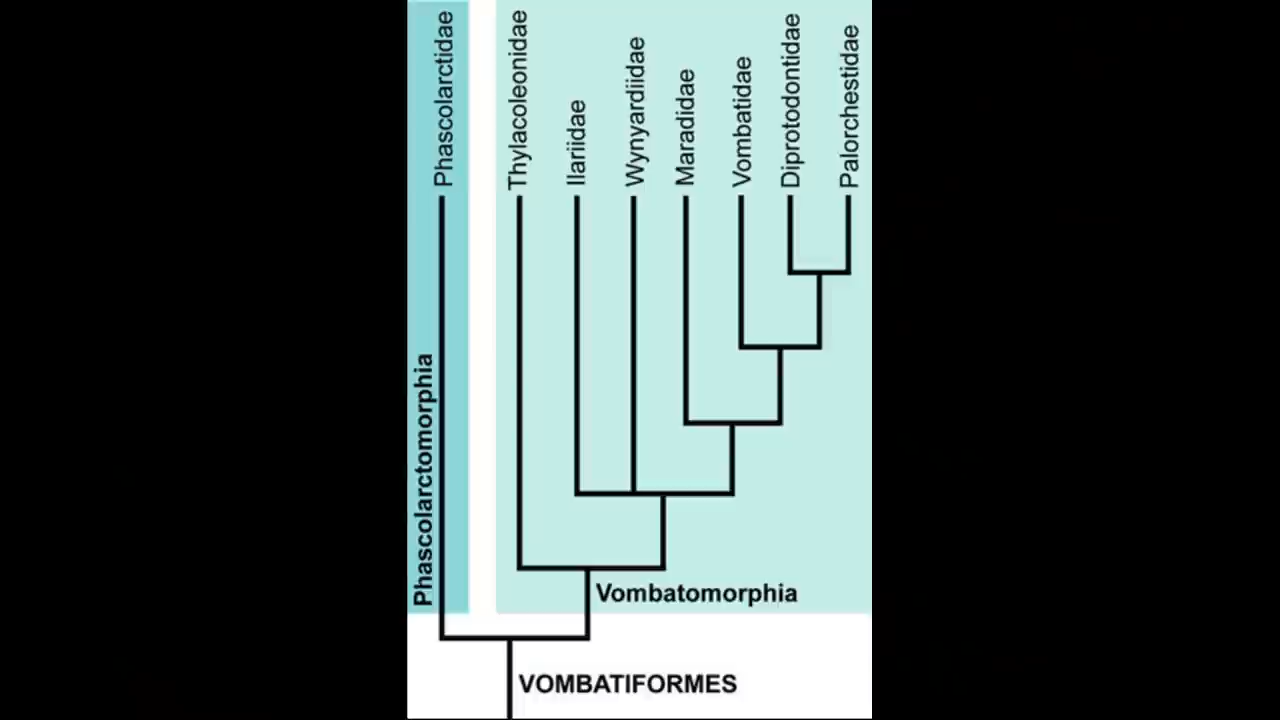 Phascolarctidae
Thylacoleonidae
Ilariidae
Wynyardiidae
Maradidae
Vombatidae
Diprotodontidae
Palorchestidae
Phascolarctomorphia
Vombatomorphia
VOMBATIFORMES